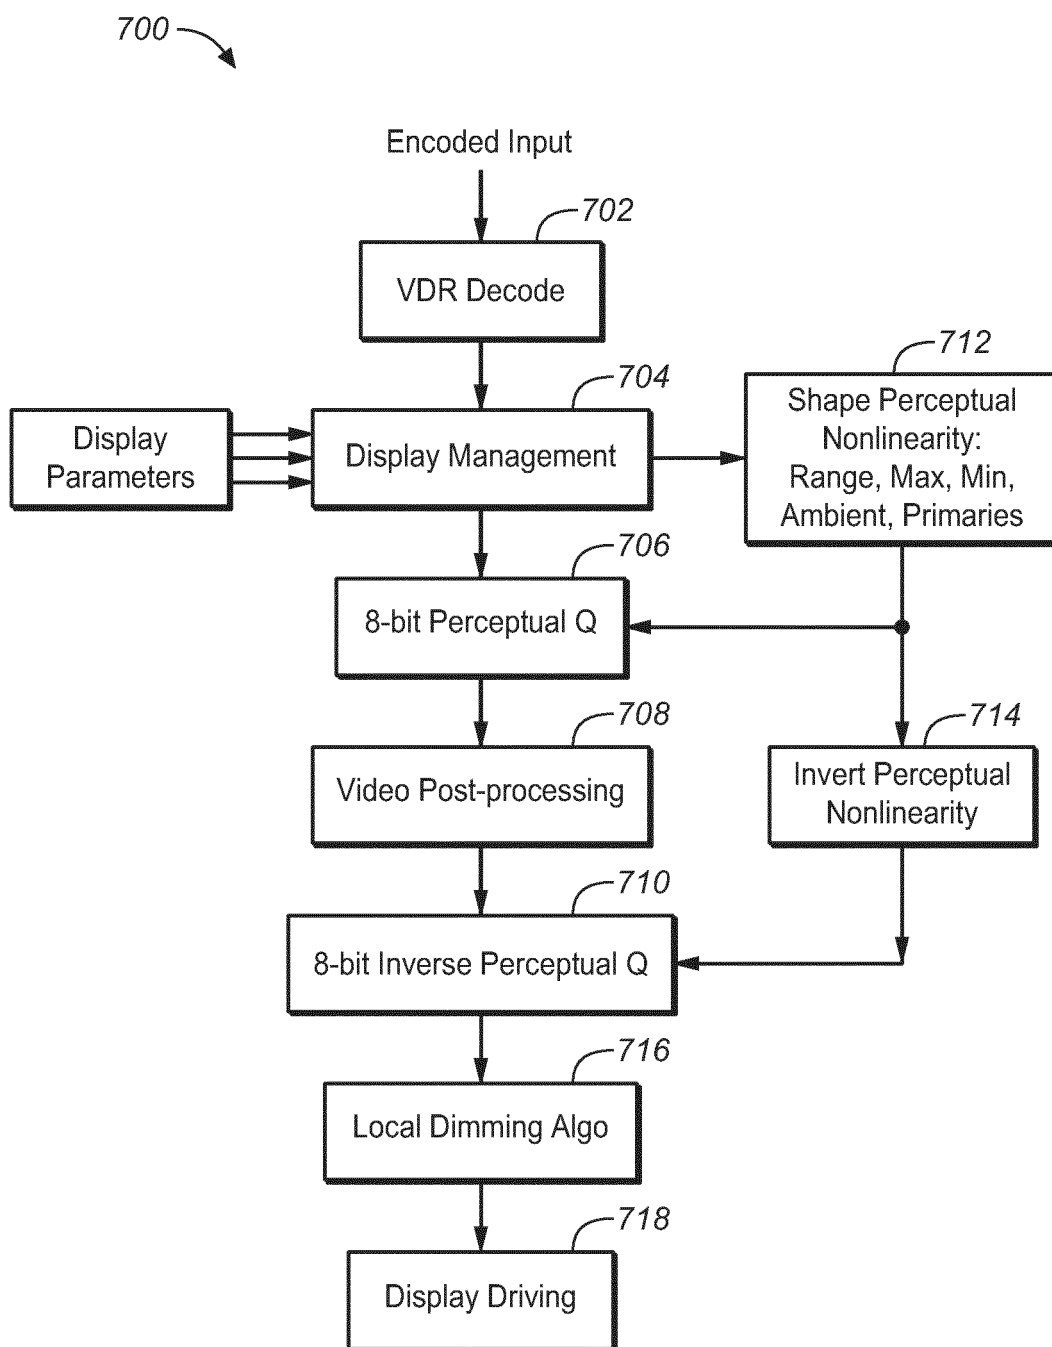 700
Encoded Input
702
VDR Decode
704
Display Management
Display
Parameters
712
Shape Perceptual
Nonlinearity:
Range, Max, Min,
Ambient, Primaries
706
8-bit Perceptual Q
708
Video Post-processing
714
Invert Perceptual
Nonlinearity
710
8-bit Inverse Perceptual Q
716
Local Dimming Algo
718
Display Driving